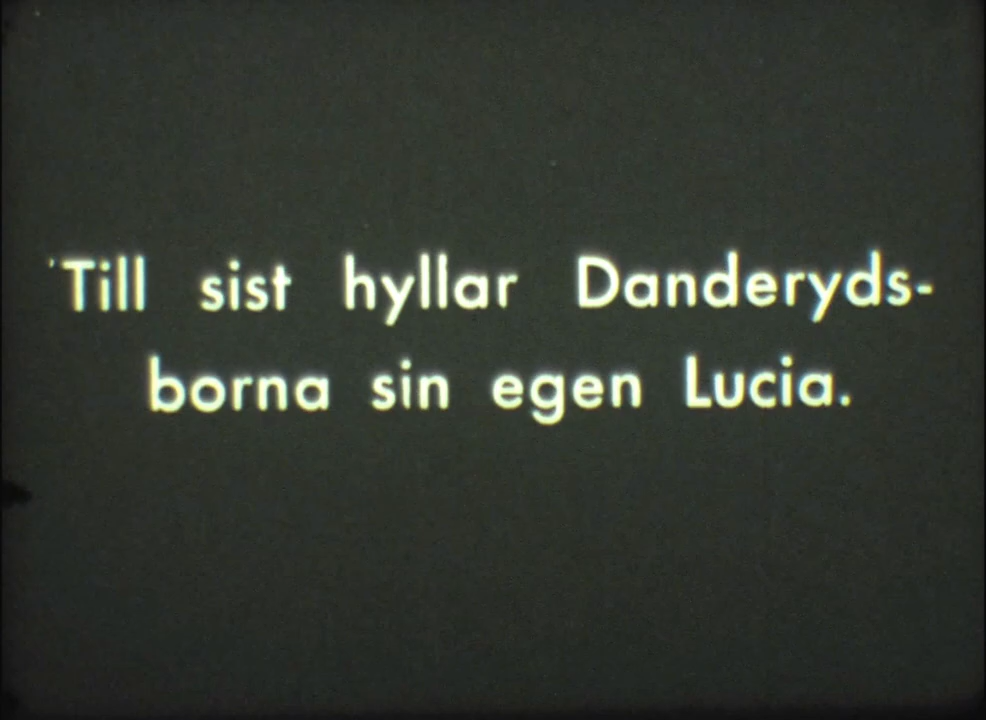 Till sist hyllar Danderyds-
borna sin egen Lucia.